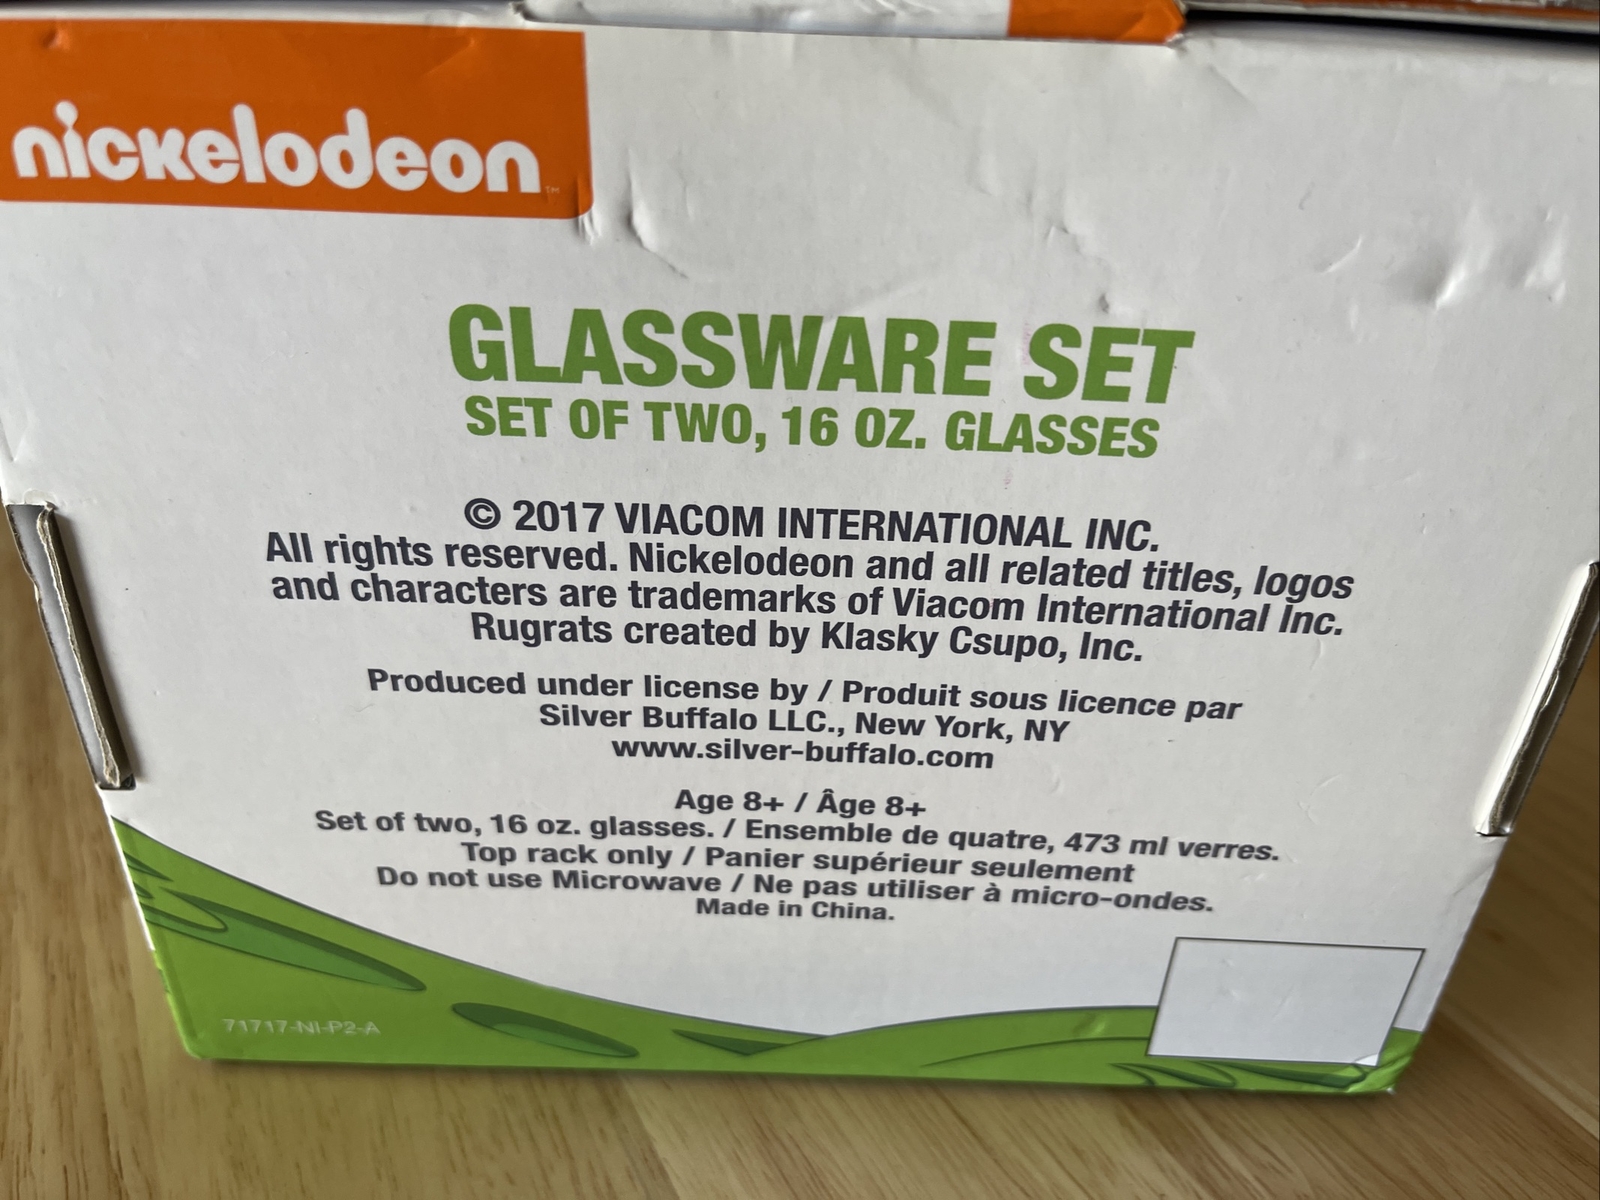 nickelodeon™
GLASSWARE SET
SET OF TWO, 16 OZ. GLASSES
© 2017 VIACOM INTERNATIONAL INC.
All rights reserved. Nickelodeon and all related titles, logos
and characters are trademarks of Viacom International Inc.
Rugrats created by Klasky Csupo, Inc.
Produced under license by / Produit sous licence par
Silver Buffalo LLC., New York, NY
www.silver-buffalo.com
Age 8+ / Âge 8+
Set of two, 16 oz. glasses. / Ensemble de quatre, 473 ml verres.
Top rack only / Panier supérieur seulement
Do not use Microwave / Ne pas utiliser à micro-ondes.
Made in China.
71717-NI-P2-A